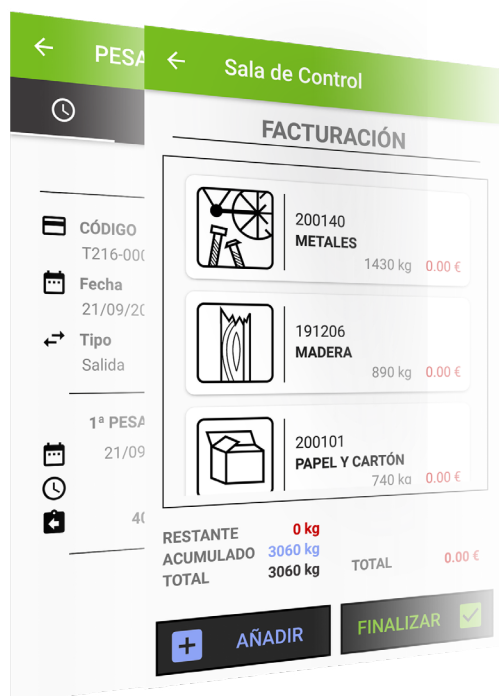 PESA
CÓDIGO
T216-000
Fecha
21/09/20
Tipo
Salida
1ª PESA
21/09
40
Sala de Control
FACTURACIÓN
200140
METALES
1430 kg 0.00 €
191206
MADERA
890 kg 0.00 €
200101
PAPEL Y CARTÓN
740 kg 0.00 €
RESTANTE 0 kg
ACUMULADO 3060 kg
TOTAL 3060 kg
TOTAL 0.00 €
AÑADIR
FINALIZAR